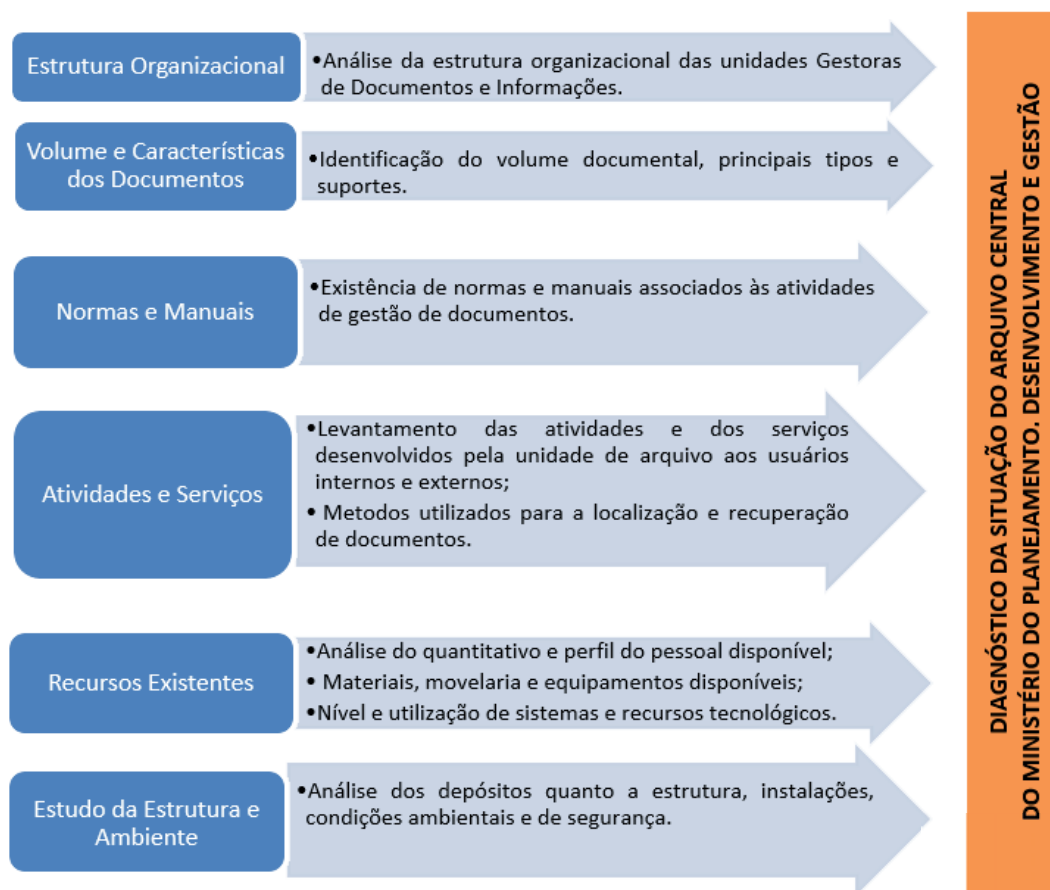 Estrutura Organizacional
•Análise da estrutura organizacional das unidades Gestoras
de Documentos e Informações.
Volume e Características
dos Documentos
•Identificação do volume documental, principais tipos e
suportes.
Normas e Manuais
•Existência de normas e manuais associados às atividades
de gestão de documentos.
Atividades e Serviços
•Levantamento das atividades e dos serviços
desenvolvidos pela unidade de arquivo aos usuários
internos e externos;
• Metodos utilizados para a localização e recuperação
de documentos.
Recursos Existentes
•Análise do quantitativo e perfil do pessoal disponível;
• Materiais, movelaria e equipamentos disponíveis;
•Nível e utilização de sistemas e recursos tecnológicos.
Estudo da Estrutura e
Ambiente
•Análise dos depósitos quanto a estrutura, instalações,
condições ambientais e de segurança.
DIAGNÓSTICO DA SITUAÇÃO DO ARQUIVO CENTRAL
DO MINISTÉRIO DO PLANEJAMENTO. DESENVOLVIMENTO E GESTÃO